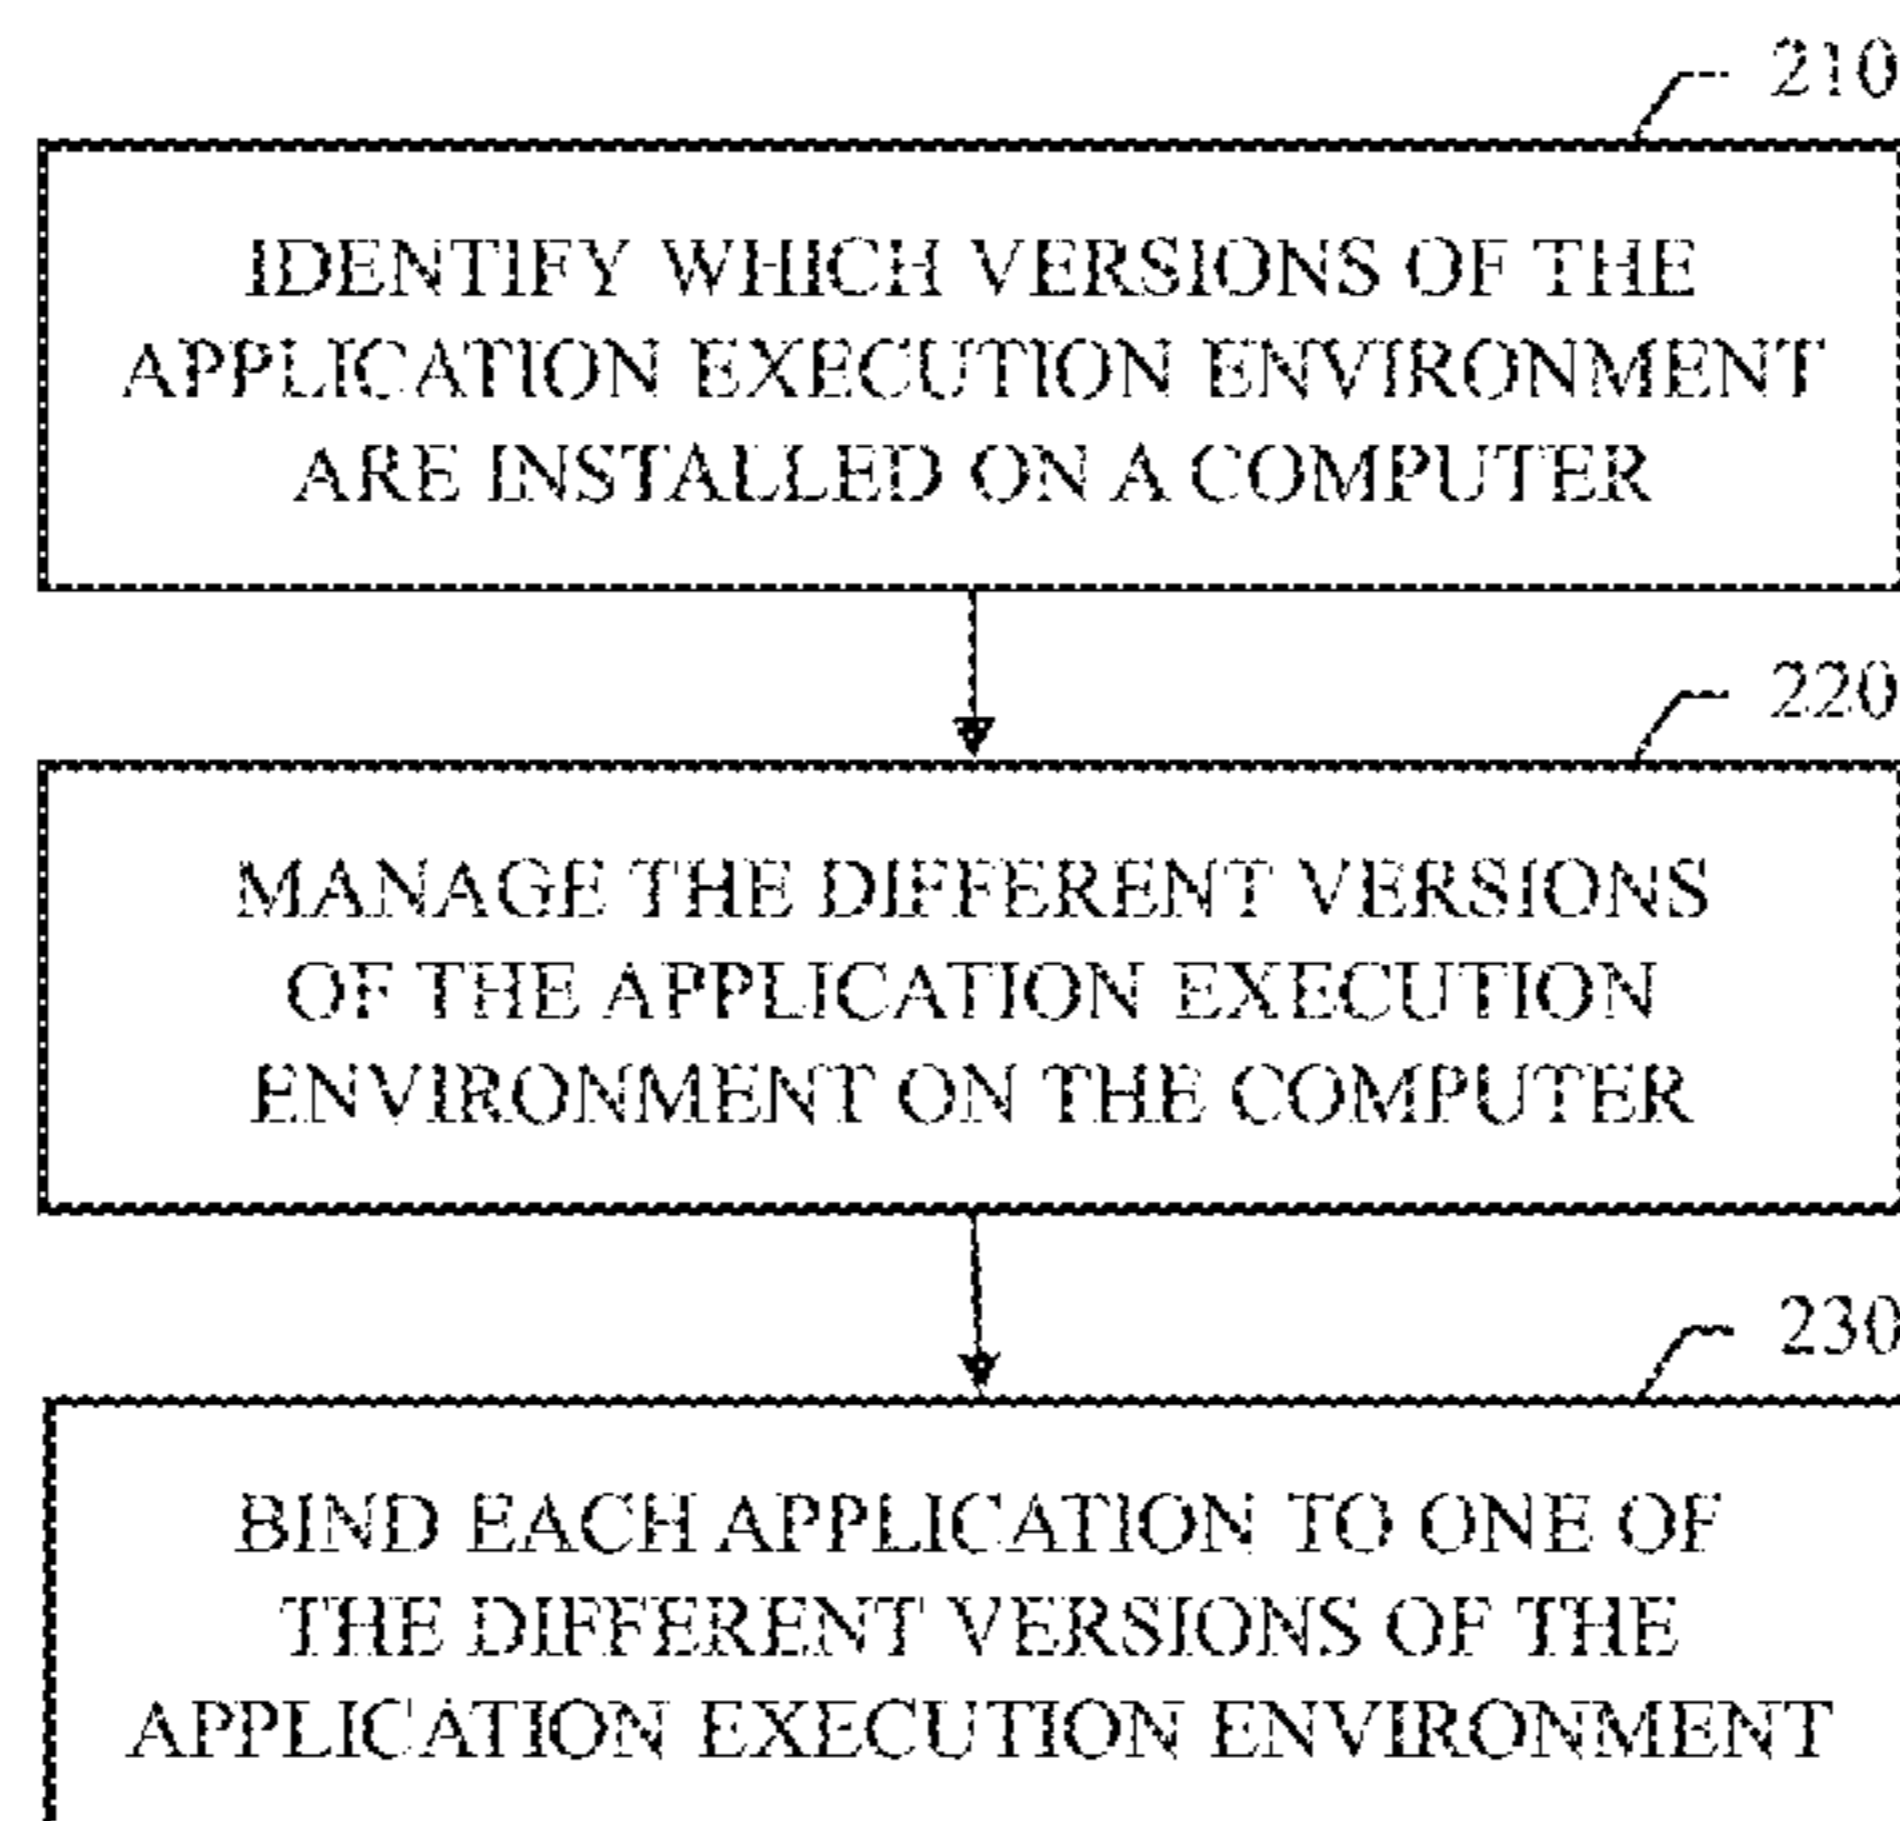 210
IDENTIFY WHICH VERSIONS OF THE
APPLICATION EXECUTION ENVIRONMENT
ARE INSTALLED ON A COMPUTER
220
MANAGE THE DIFFERENT VERSIONS
OF THE APPLICATION EXECUTION
ENVIRONMENT ON THE COMPUTER
230
BIND EACH APPLICATION TO ONE OF
THE DIFFERENT VERSIONS OF THE
APPLICATION EXECUTION ENVIRONMENT